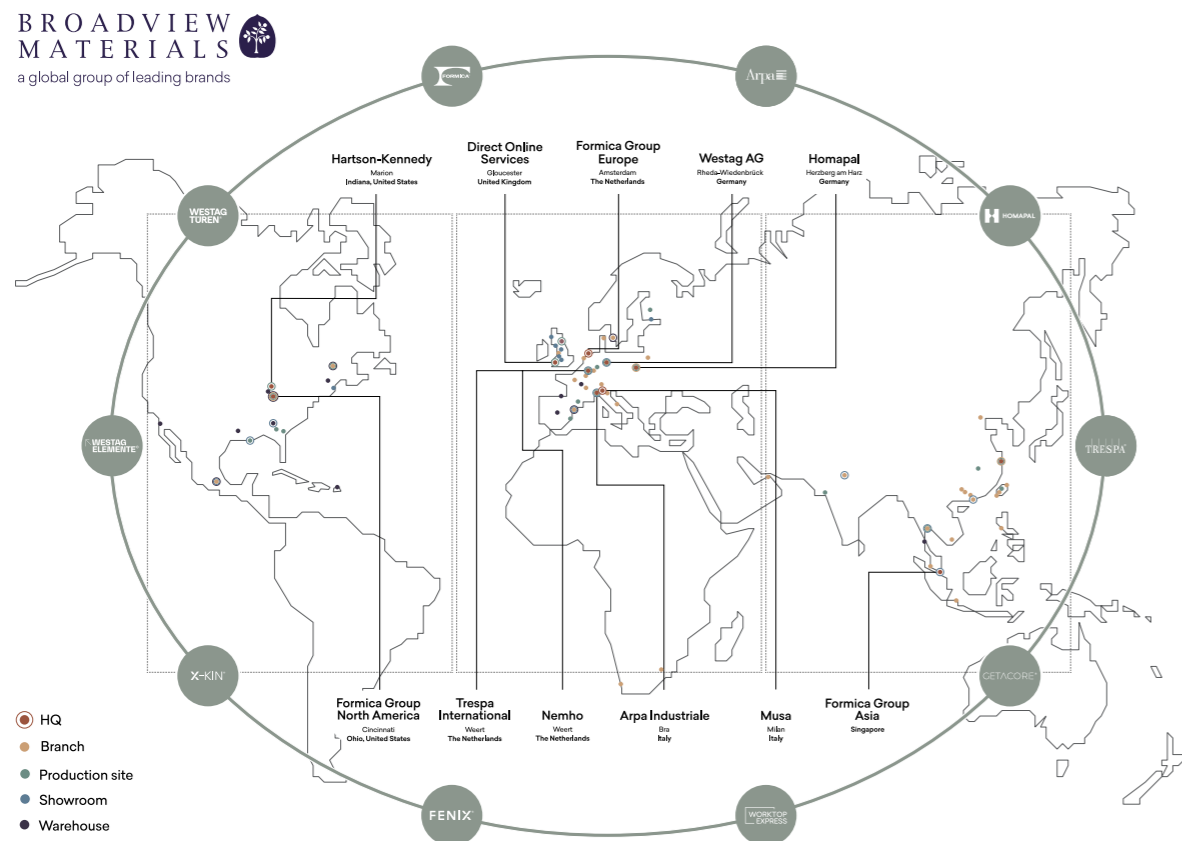 BROADVIEW
MATERIALS
a global group of leading brands
FORMICA
Arpa
WESTAG
TÜREN
HOMAPAL
WESTAG
ELEMENTE
TRESPA
X-KIN
GETACORE
FENIX
WORKTOP
EXPRESS
Hartson-Kennedy
Marion
Indiana, United States
Direct Online
Services
Gloucester
United Kingdom
Formica Group
Europe
Amsterdam
The Netherlands
Westag AG
Rheda-Wiedenbrück
Germany
Homapal
Herzberg am Harz
Germany
Formica Group
North America
Cincinnati
Ohio, United States
Trespa
International
Weert
The Netherlands
Nemho
Weert
The Netherlands
Arpa Industriale
Bra
Italy
Musa
Milan
Italy
Formica Group
Asia
Singapore
HQ
Branch
Production site
Showroom
Warehouse